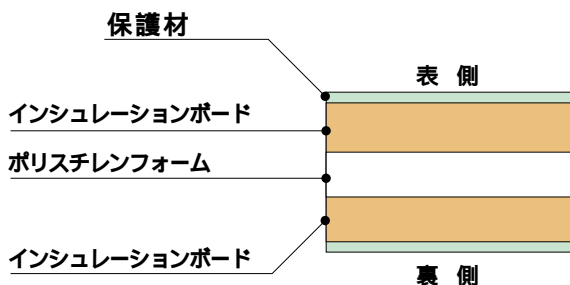 保護材
表 側
インシュレーションボード
ポリスチレンフォーム
インシュレーションボード
裏 側